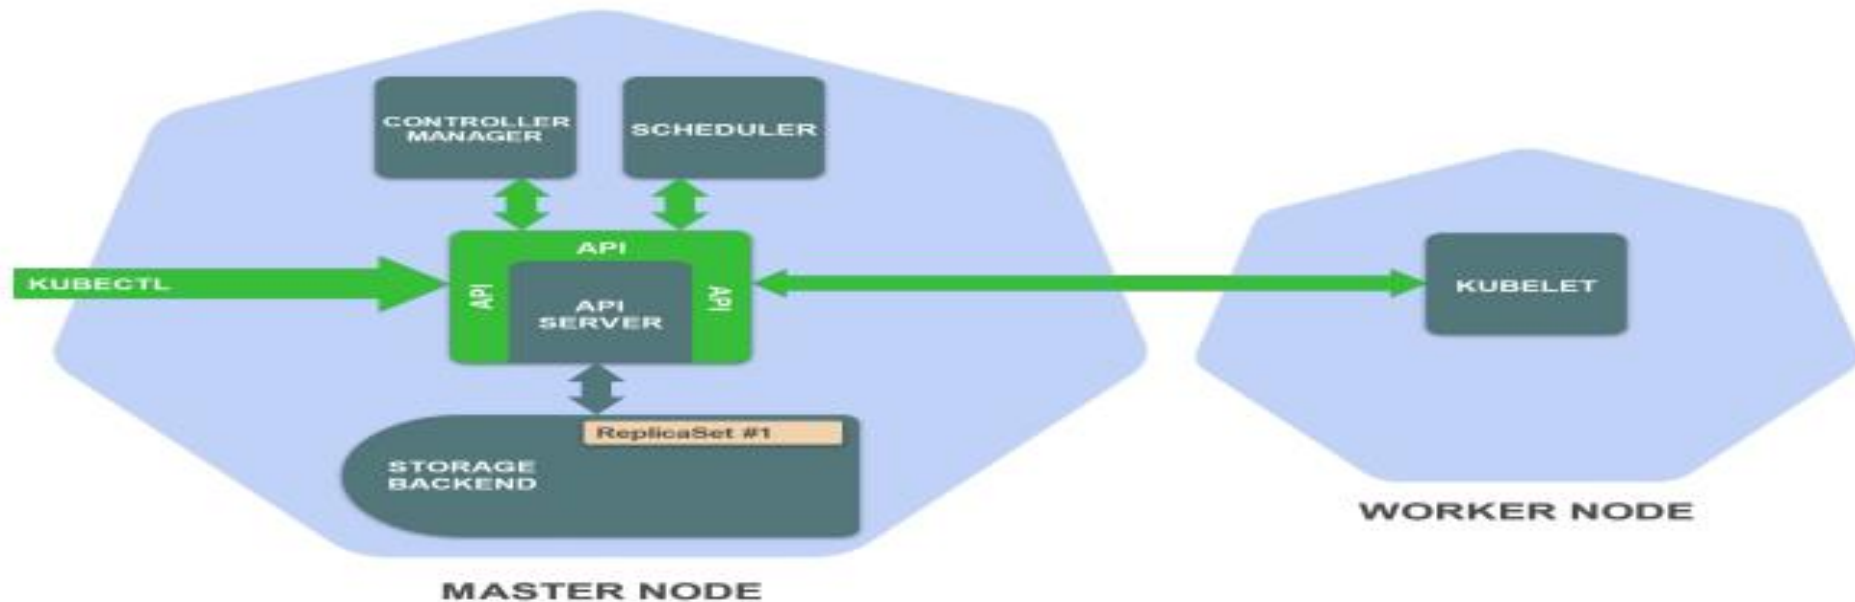 CONTROLLER
MANAGER
SCHEDULER
API
KUBECTL
API
API
SERVER
API
KUBELET
ReplicaSet #1
STORAGE
BACKEND
WORKER NODE
MASTER NODE